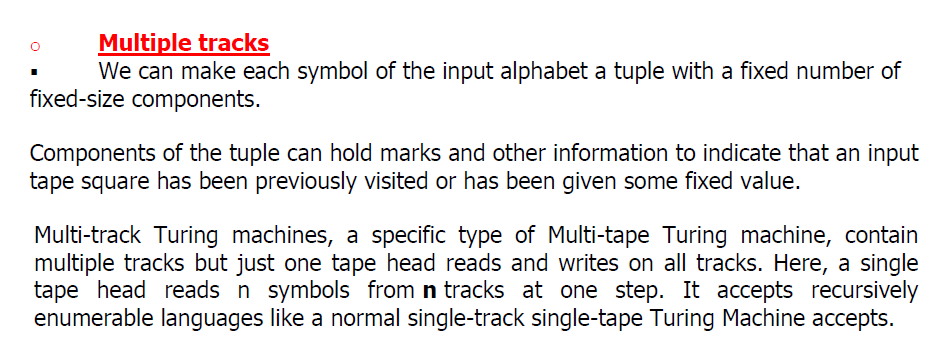 ○ Multiple tracks
▪ We can make each symbol of the input alphabet a tuple with a fixed number of
fixed-size components.
Components of the tuple can hold marks and other information to indicate that an input
tape square has been previously visited or has been given some fixed value.
Multi-track Turing machines, a specific type of Multi-tape Turing machine, contain
multiple tracks but just one tape head reads and writes on all tracks. Here, a single
tape head reads n symbols from n tracks at one step. It accepts recursively
enumerable languages like a normal single-track single-tape Turing Machine accepts.